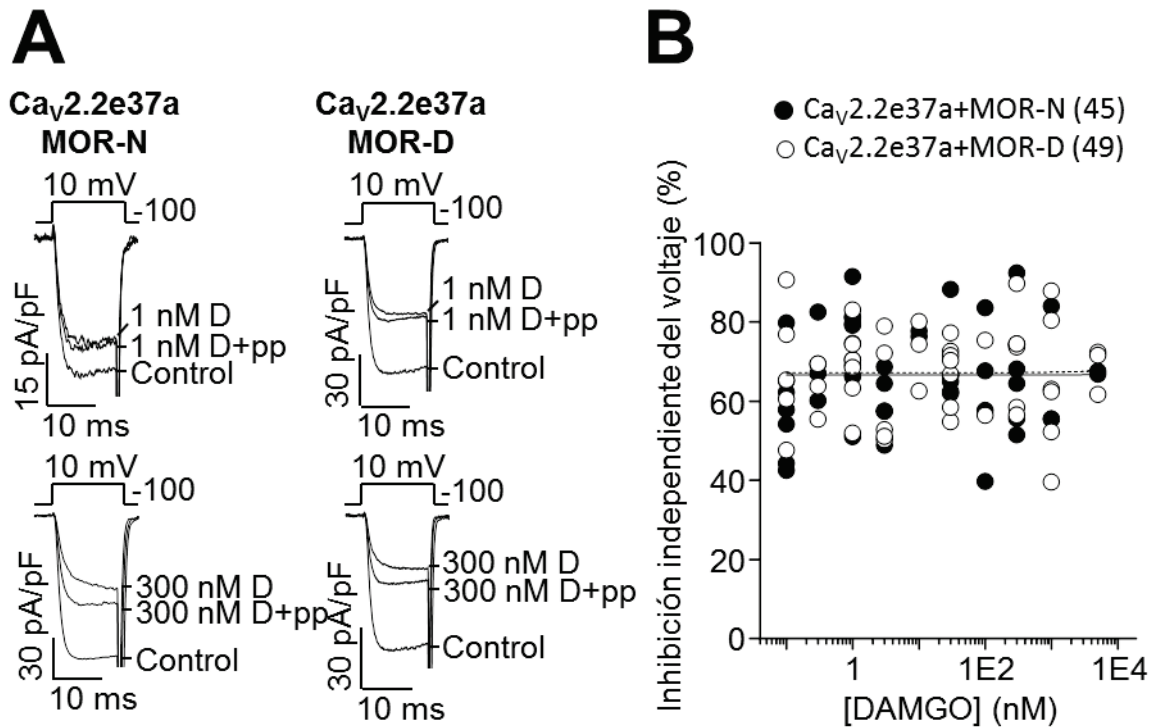 A
Ca_V2.2e37a
MOR-N
10 mV
-100
1 nM D
1 nM D+pp
Control
15 pA/pF
10 ms
Ca_V2.2e37a
MOR-D
10 mV
-100
1 nM D
1 nM D+pp
Control
30 pA/pF
10 ms
10 mV
-100
300 nM D
300 nM D+pp
Control
30 pA/pF
10 ms
10 mV
-100
300 nM D
300 nM D+pp
Control
30 pA/pF
10 ms
B
Ca_V2.2e37a+MOR-N (45)
Ca_V2.2e37a+MOR-D (49)
Inhibición independiente del voltaje (%)
100
80
60
40
20
0
1 1E2 1E4
[DAMGO] (nM)